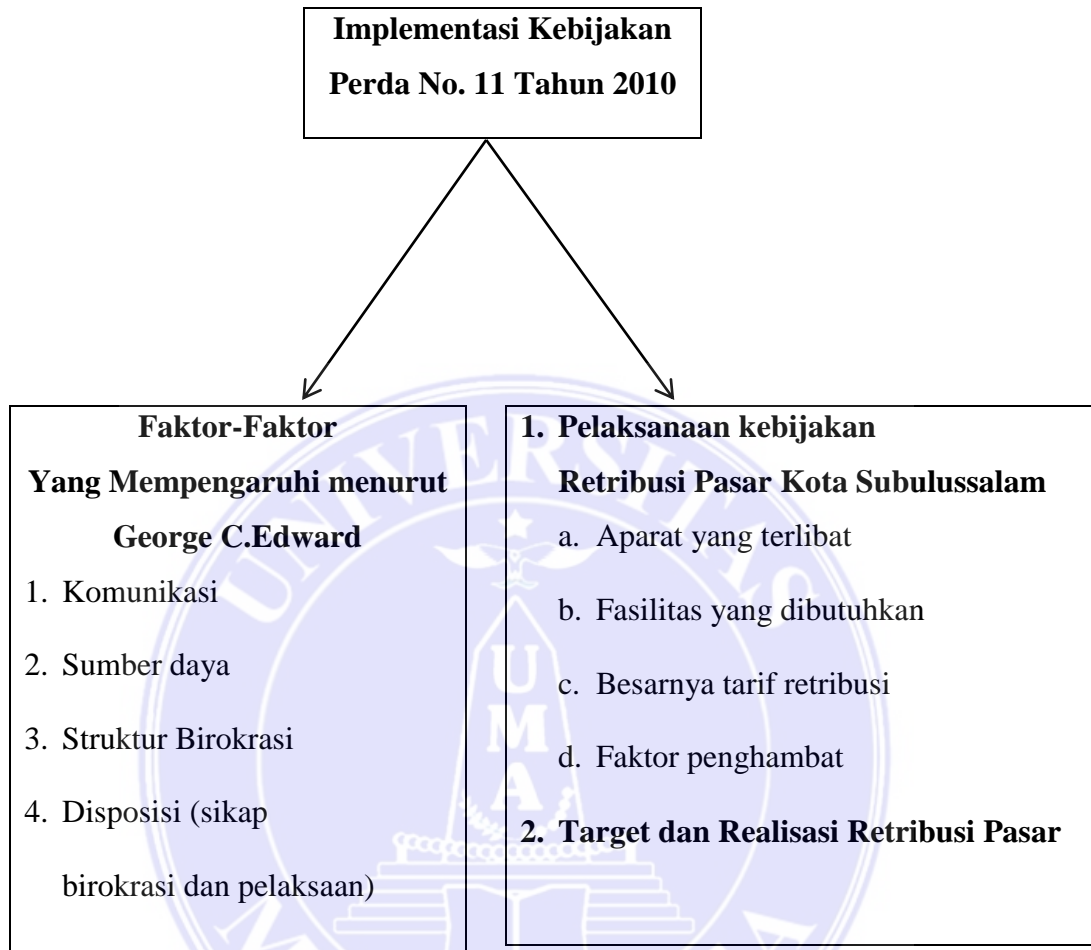 Implementasi Kebijakan
Perda No. 11 Tahun 2010
Faktor-Faktor
Yang Mempengaruhi menurut
George C.Edward
1. Komunikasi
2. Sumber daya
3. Struktur Birokrasi
4. Disposisi (sikap
birokrasi dan pelaksaan)
1. Pelaksanaan kebijakan
Retribusi Pasar Kota Subulussalam
a. Aparat yang terlibat
b. Fasilitas yang dibutuhkan
c. Besarnya tarif retribusi
d. Faktor penghambat
2. Target dan Realisasi Retribusi Pasar
UNIVERSITAS
UMA